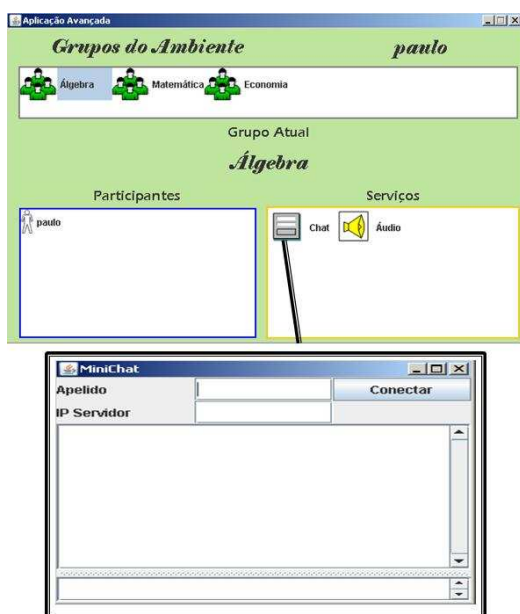 Aplicação Avançada
Grupos do Ambiente
paulo
Álgebra
Matemática
Economia
Grupo Atual
Álgebra
Participantes
Serviços
paulo
Chat
Áudio
MiniChat
Apelido
Conectar
IP Servidor